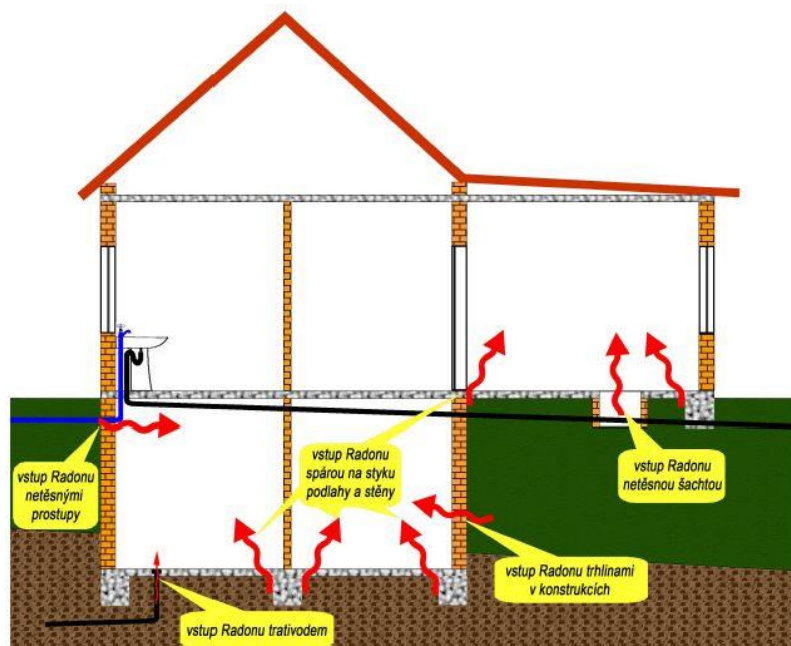 vstup Radonu
netěsnými
prostupy
vstup Radonu
spárou na styku
podlahy a stěny
vstup Radonu
netěsnou šachtou
vstup Radonu trhlinami
v konstrukcích
vstup Radonu trativodem